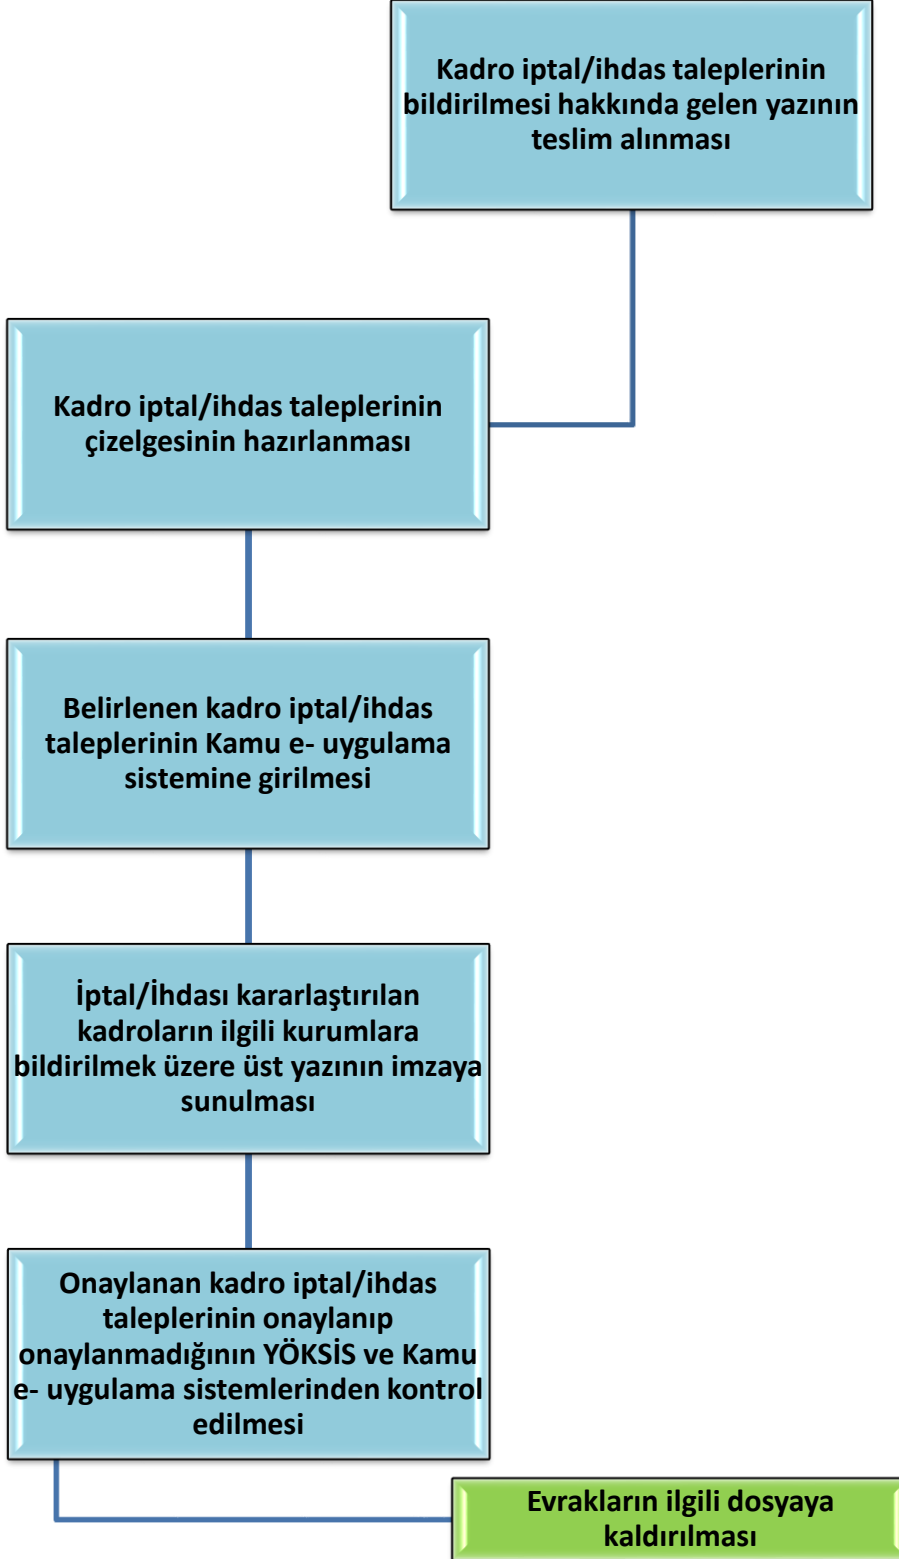 Kadro iptal/ihdas taleplerinin
bildirilmesi hakkında gelen yazının
teslim alınması
Kadro iptal/ihdas taleplerinin
çizelgesinin hazırlanması
Belirlenen kadro iptal/ihdas
taleplerinin Kamu e- uygulama
sistemine girilmesi
İptal/İhdası kararlaştırılan
kadroların ilgili kurumlara
bildirilmek üzere üst yazının imzaya
sunulması
Onaylanan kadro iptal/ihdas
taleplerinin onaylanıp
onaylanmadığının YÖKSİS ve Kamu
e- uygulama sistemlerinden kontrol
edilmesi
Evrakların ilgili dosyaya
kaldırılması